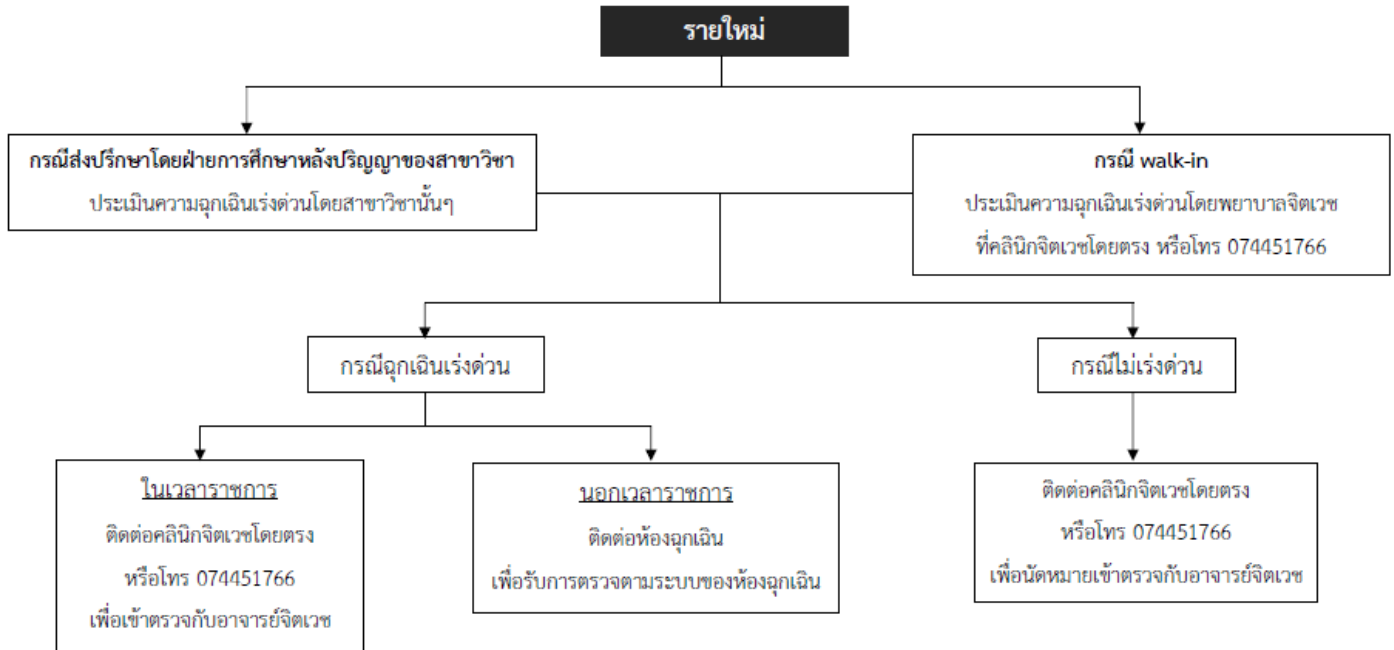 รายใหม่
กรณีส่งปรึกษาโดยฝ่ายการศึกษาหลังปริญญาของสาขาวิชา
ประเมินความฉุกเฉินเร่งด่วนโดยสาขาวิชานั้นๆ
กรณี walk-in
ประเมินความฉุกเฉินเร่งด่วนโดยพยาบาลจิตเวช
ที่คลินิกจิตเวชโดยตรง หรือโทร 074451766
กรณีฉุกเฉินเร่งด่วน
กรณีไม่เร่งด่วน
ในเวลาราชการ
ติดต่อคลินิกจิตเวชโดยตรง
หรือโทร 074451766
เพื่อเข้าตรวจกับอาจารย์จิตเวช
นอกเวลาราชการ
ติดต่อห้องฉุกเฉิน
เพื่อรับการตรวจตามระบบของห้องฉุกเฉิน
ติดต่อคลินิกจิตเวชโดยตรง
หรือโทร 074451766
เพื่อนัดหมายเข้าตรวจกับอาจารย์จิตเวช